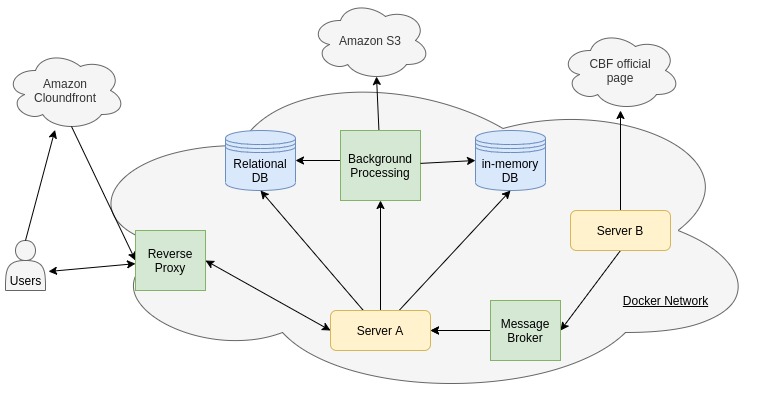 Amazon S3
CBF official
page
Amazon
Cloundfront
Relational
DB
Background
Processing
in-memory
DB
Server B
Reverse
Proxy
Users
Docker Network
Server A
Message
Broker